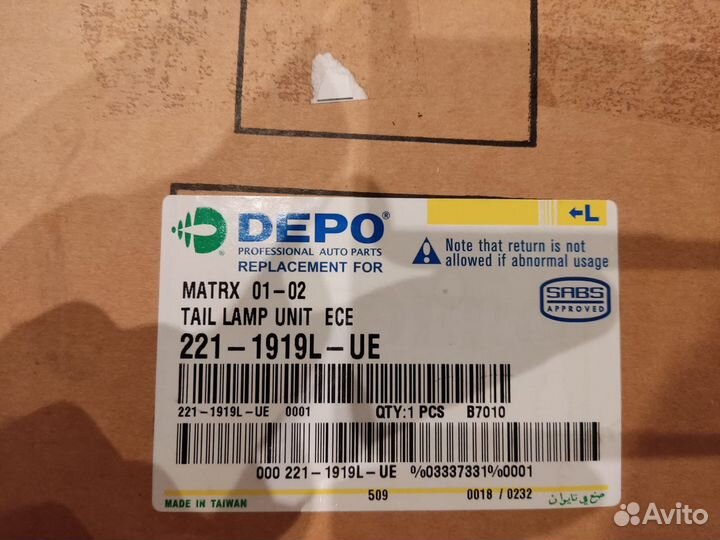 DEPO®
PROFESSIONAL AUTO PARTS
REPLACEMENT FOR
←L
Note that return is not
allowed if abnormal usage
SABS
APPROVED
MATRX 01-02
TAIL LAMP UNIT ECE
221-1919L-UE
221-1919L-UE 0001 QTY:1 PCS B7010
000 221-1919L-UE %03337331%0001
MADE IN TAIWAN 509 0018 / 0232 صنع في تايوان
Avito